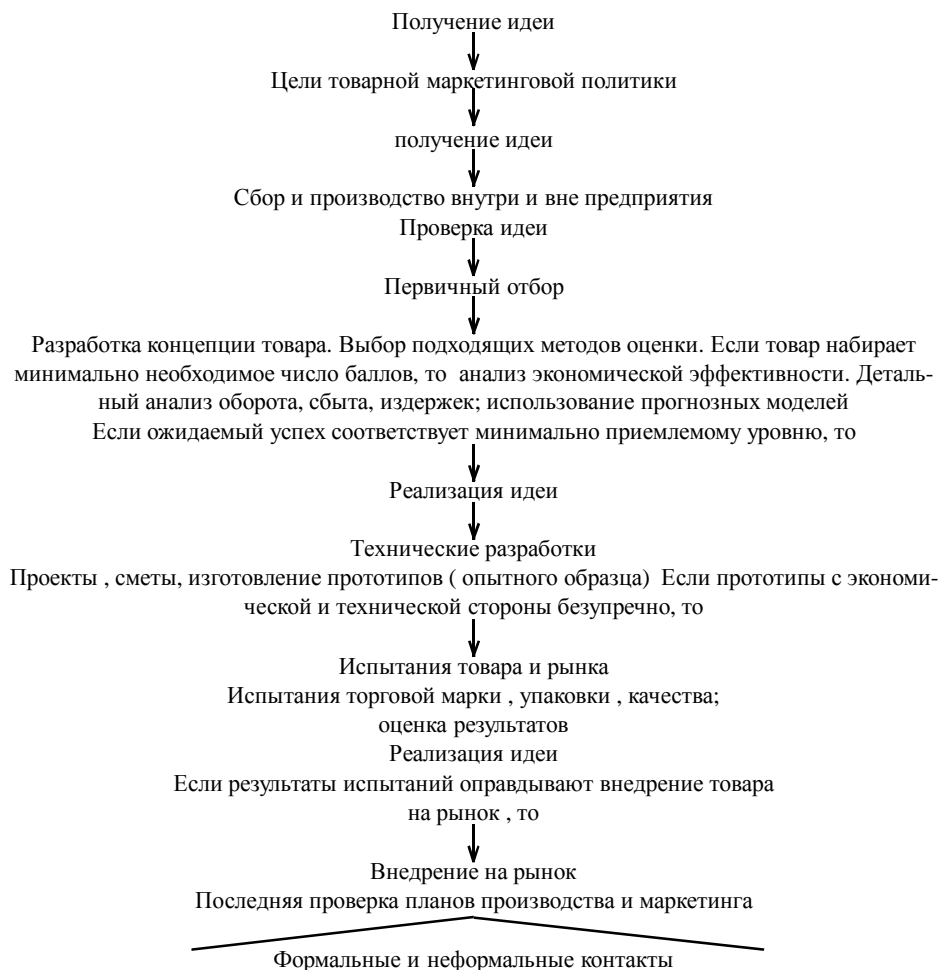 Получение идеи
Цели товарной маркетинговой политики
получение идеи
Сбор и производство внутри и вне предприятия
Проверка идеи
Первичный отбор
Разработка концепции товара. Выбор подходящих методов оценки. Если товар набирает
минимально необходимое число баллов, то  анализ экономической эффективности. Деталь-
ный анализ оборота, сбыта, издержек; использование прогнозных моделей
Если ожидаемый успех соответствует минимально приемлемому уровню, то
Реализация идеи
Технические разработки
Проекты , сметы, изготовление прототипов ( опытного образца)  Если прототипы с экономи-
ческой и технической стороны безупречно, то
Испытания товара и рынка
Испытания торговой марки , упаковки , качества;
оценка результатов
Реализация идеи
Если результаты испытаний оправдывают внедрение товара
на рынок , то
Внедрение на рынок
Последняя проверка планов производства и маркетинга
Формальные и неформальные контакты